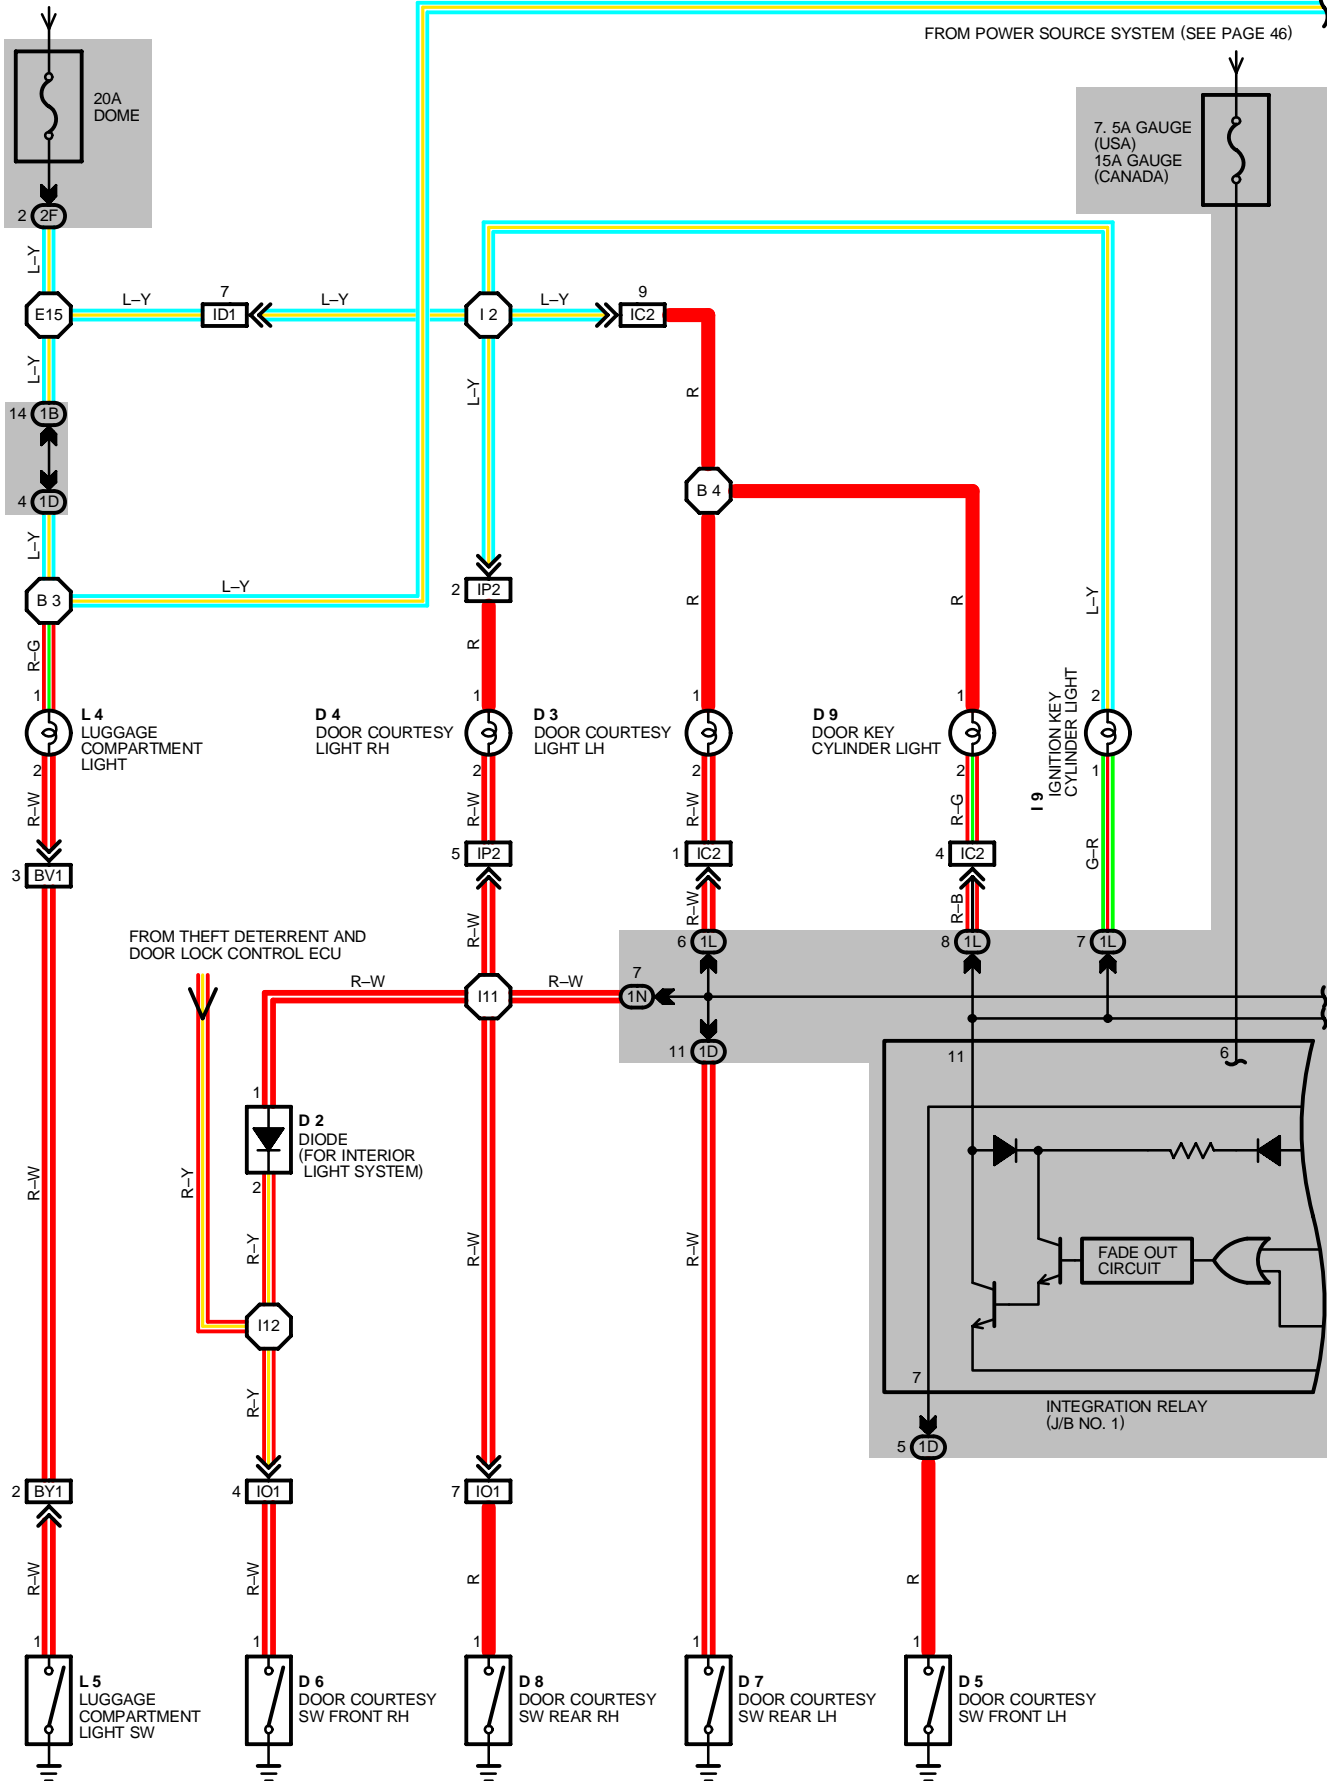 FROM POWER SOURCE SYSTEM (SEE PAGE 46)
20A
DOME
7. 5A GAUGE
(USA)
15A GAUGE
(CANADA)
2 2F
L–Y
E15
L–Y
7
ID1
L–Y
I 2
L–Y
9
IC2
L–Y
L–Y
R
14 1B
4 1D
B 4
L–Y
B 3
L–Y
2 IP2
R
R
R
L–Y
R–G
1
1
1
1
2
L 4
LUGGAGE
COMPARTMENT
LIGHT
D 4
DOOR COURTESY
LIGHT RH
D 3
DOOR COURTESY
LIGHT LH
D 9
DOOR KEY
CYLINDER LIGHT
I 9
IGNITION KEY
CYLINDER LIGHT
2
2
2
2
1
R–W
R–W
R–W
R–G
G–R
3 BV1
5 IP2
1 IC2
4 IC2
R–W
R–W
R–B
FROM THEFT DETERRENT AND
DOOR LOCK CONTROL ECU
6 1L
8 1L
7 1L
R–W
I11
R–W
7
1N
11 1D
11
6
1
D 2
DIODE
(FOR INTERIOR
LIGHT SYSTEM)
2
R–W
R–Y
R–Y
R–W
R–W
FADE OUT
CIRCUIT
I12
R–Y
7
INTEGRATION RELAY
(J/B NO. 1)
5 1D
2 BY1
4 IO1
7 IO1
R–W
R–W
R
R
1
1
1
1
1
L 5
LUGGAGE
COMPARTMENT
LIGHT SW
D 6
DOOR COURTESY
SW FRONT RH
D 8
DOOR COURTESY
SW REAR RH
D 7
DOOR COURTESY
SW REAR LH
D 5
DOOR COURTESY
SW FRONT LH